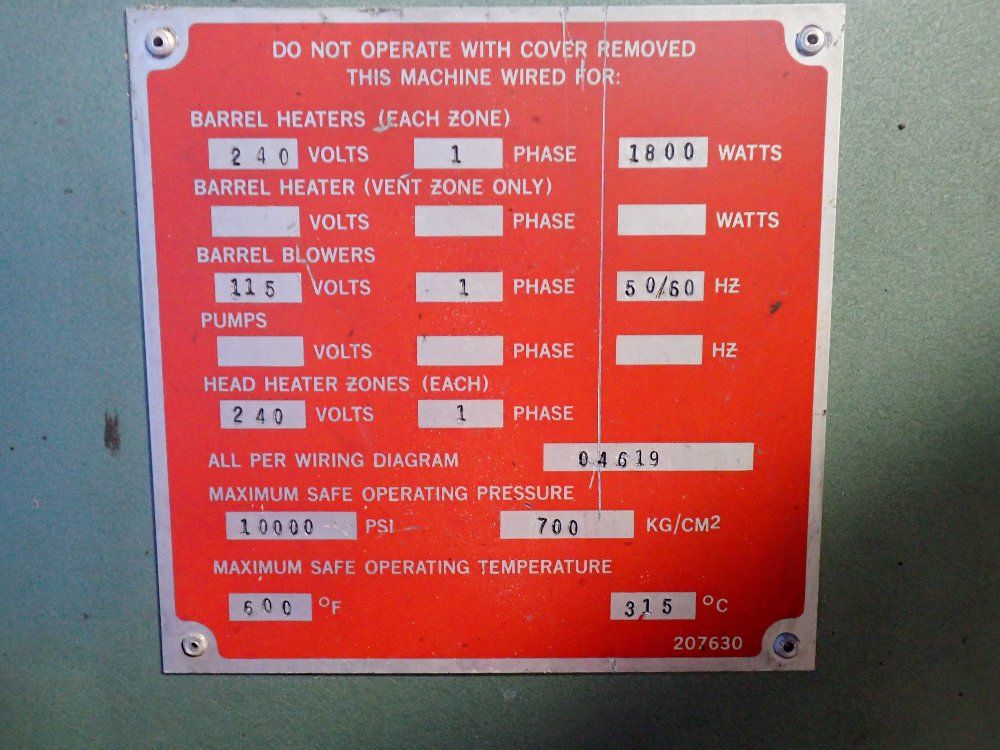 DO NOT OPERATE WITH COVER REMOVED
THIS MACHINE WIRED FOR:
BARREL HEATERS (EACH ZONE)
240 VOLTS 1 PHASE 1800 WATTS
BARREL HEATER (VENT ZONE ONLY)
VOLTS PHASE WATTS
BARREL BLOWERS
115 VOLTS 1 PHASE 50/60 HZ
PUMPS
VOLTS PHASE HZ
HEAD HEATER ZONES (EACH)
240 VOLTS 1 PHASE
ALL PER WIRING DIAGRAM 04619
MAXIMUM SAFE OPERATING PRESSURE
10000 PSI 700 KG/CM2
MAXIMUM SAFE OPERATING TEMPERATURE
600 °F 315 °C
207630